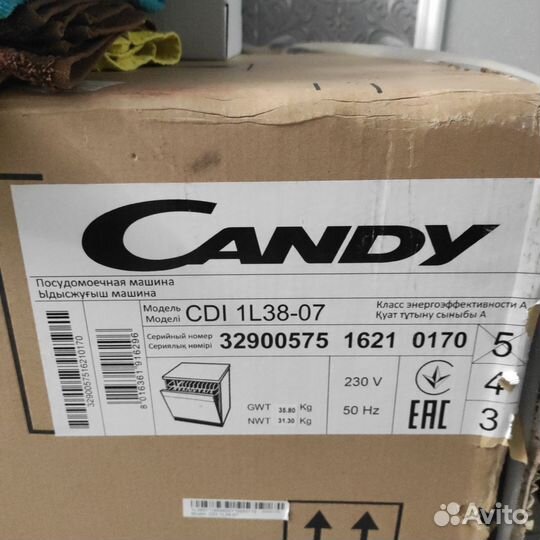 CANDY
Посудомоечная машина
Ыдысжуғыш машина
Модель
Моделі
CDI 1L38-07
Класс энергоэффективности А
Қуат тұтыну сыныбы А
Серийный номер
Сериялық нөмірі
32900575 1621 0170
5
4
3
3290057516210170
8016361916296
GWT 35.80 Kg
NWT 31.30 Kg
230 V
50 Hz
EAC
Avito